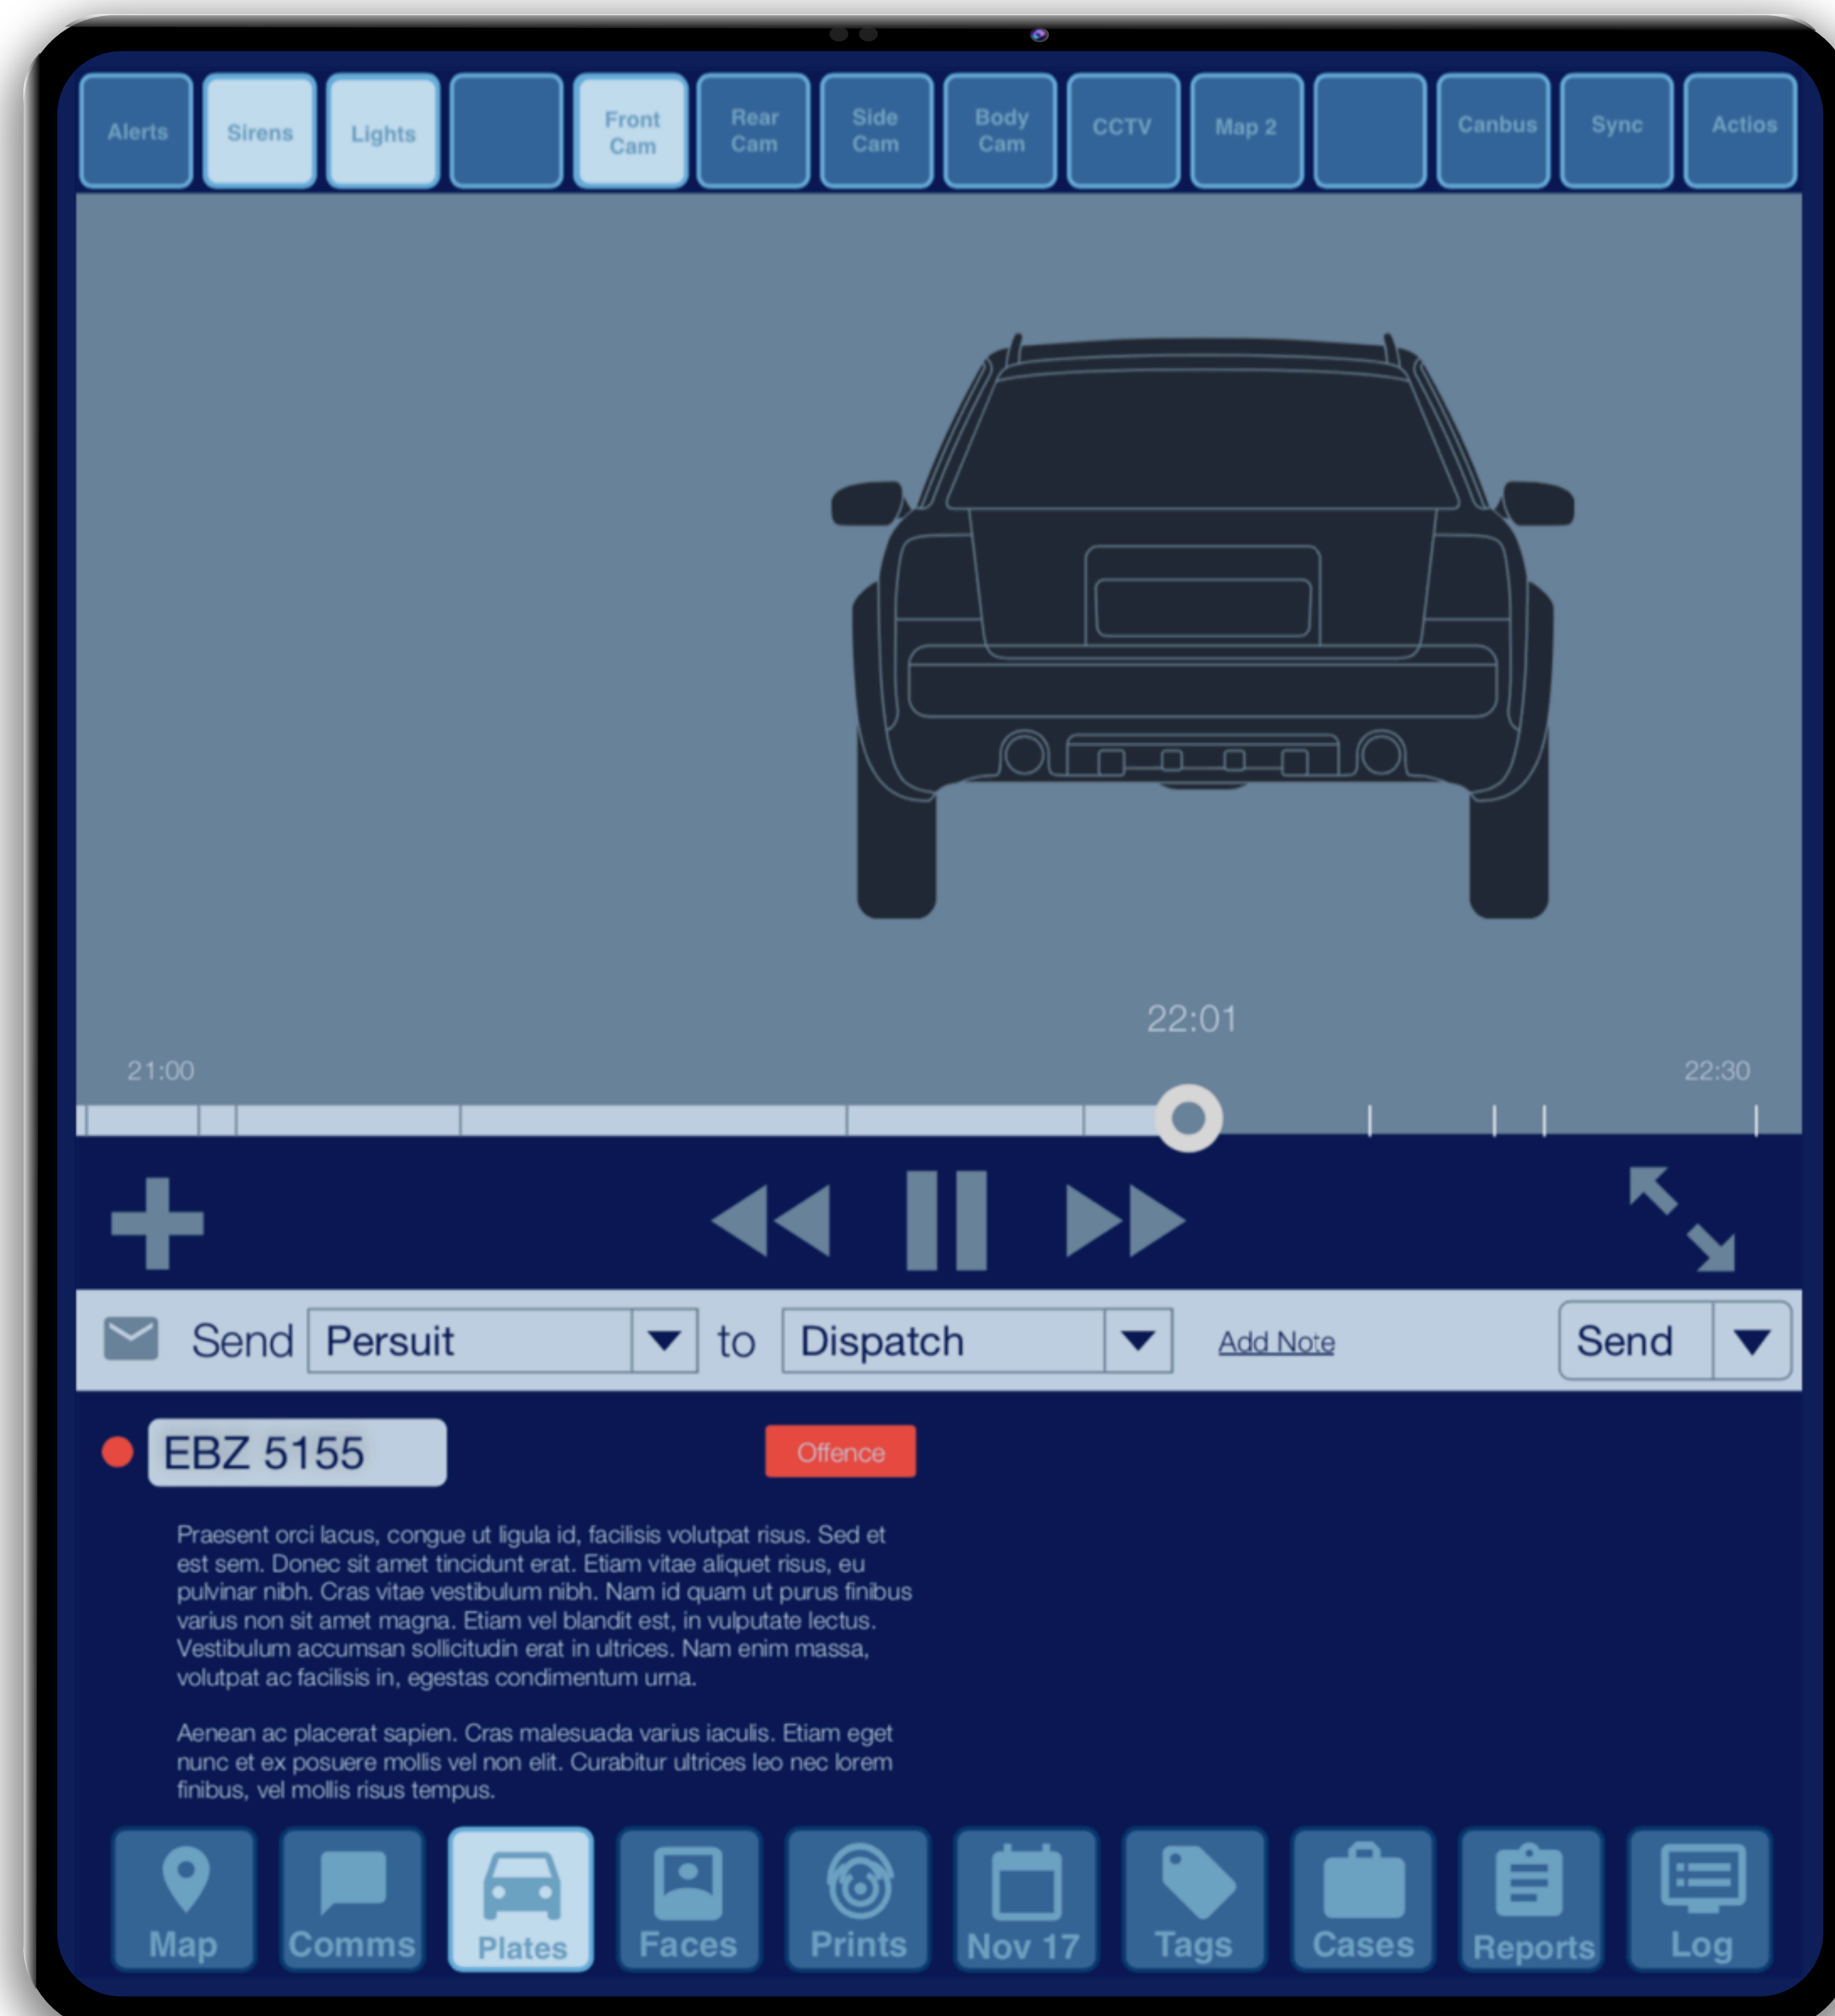 Alerts
Sirens
Lights
Front
Cam
Rear
Cam
Side
Cam
Body
Cam
CCTV
Map 2
Canbus
Sync
Actios
22:01
21:00
22:30
Send Persuit to Dispatch Add Note Send
EBZ 5155
Offence
Praesent orci lacus, congue ut ligula id, facilisis volutpat risus. Sed et
est sem. Donec sit amet tincidunt erat. Etiam vitae aliquet risus, eu
pulvinar nibh. Cras vitae vestibulum nibh. Nam id quam ut purus finibus
varius non sit amet magna. Etiam vel blandit est, in vulputate lectus.
Vestibulum accumsan sollicitudin erat in ultrices. Nam enim massa,
volutpat ac facilisis in, egestas condimentum urna.
Aenean ac placerat sapien. Cras malesuada varius iaculis. Etiam eget
nunc et ex posuere mollis vel non elit. Curabitur ultrices leo nec lorem
finibus, vel mollis risus tempus.
Map
Comms
Plates
Faces
Prints
Nov 17
Tags
Cases
Reports
Log